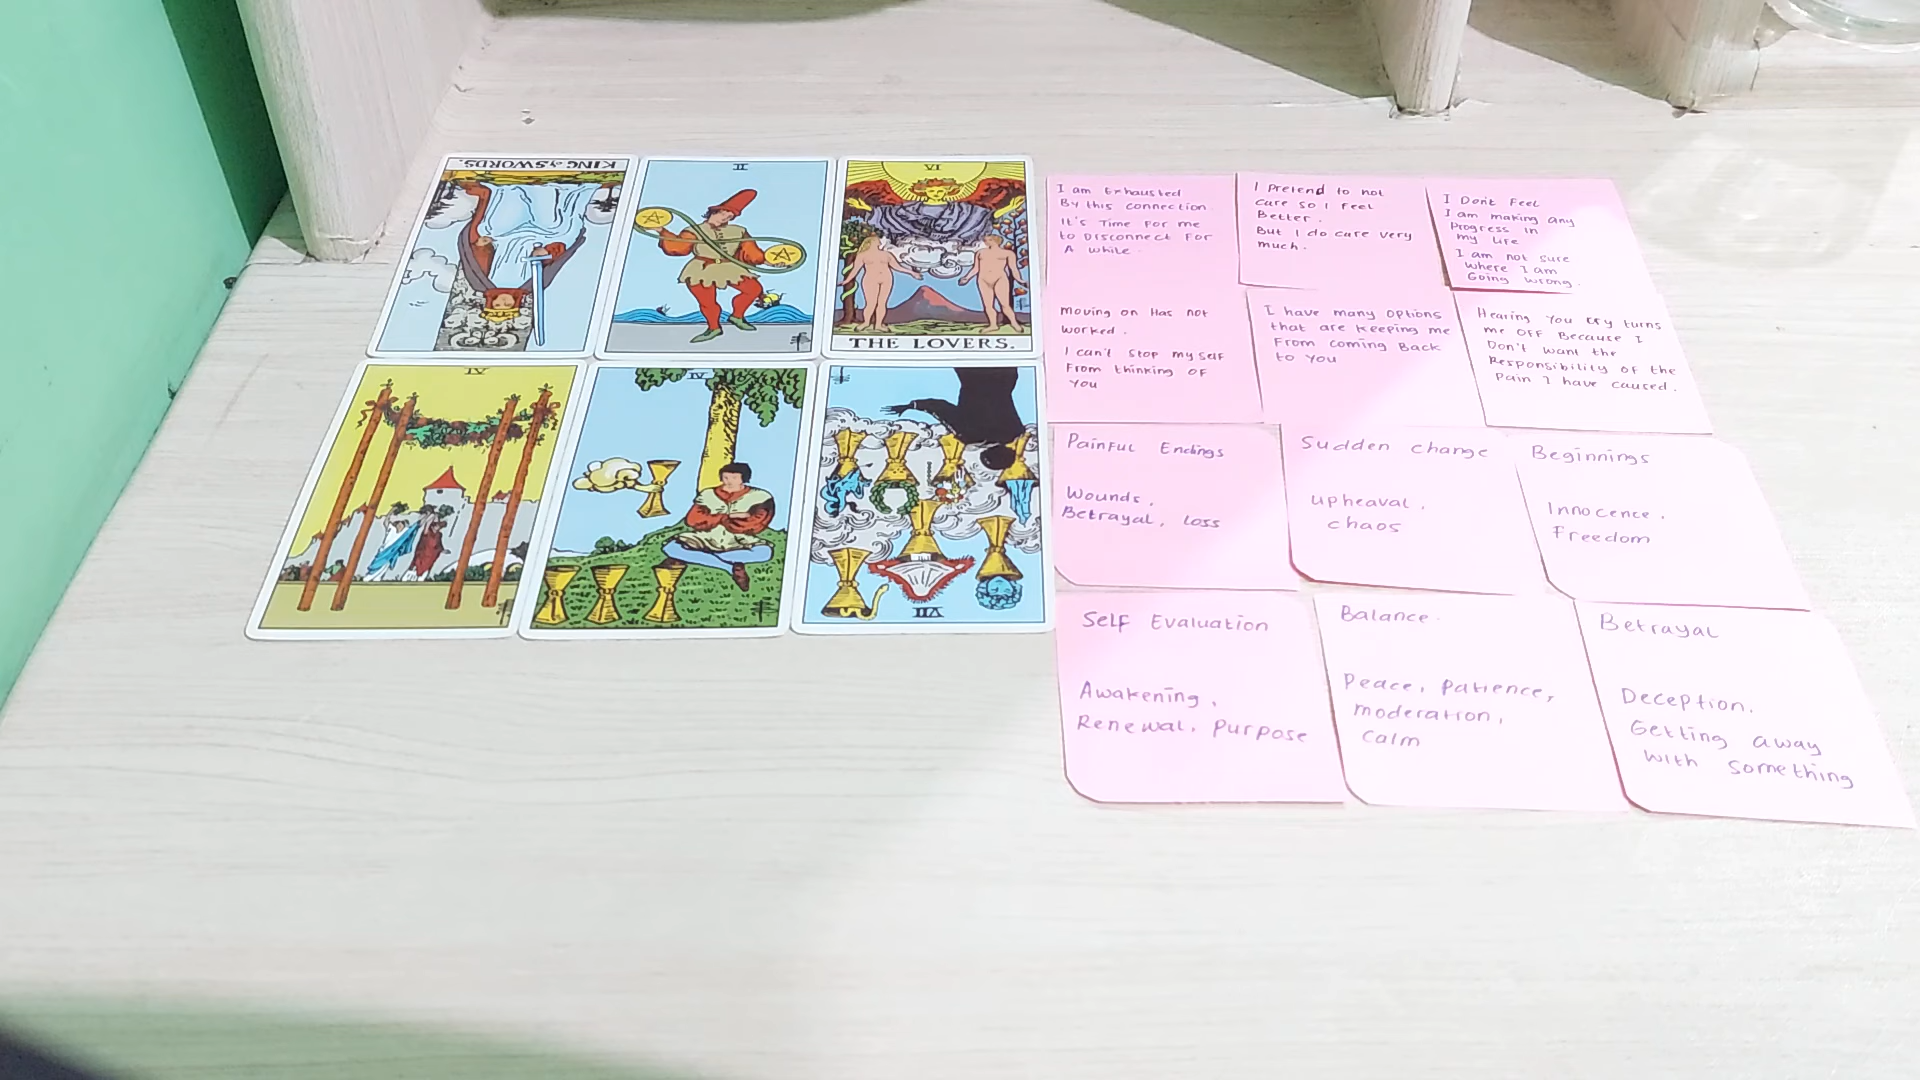 KING of SWORDS.
II
VI
THE LOVERS.
IV
IV
VII
I am Exhausted
By this connection.
It's Time For me
to Disconnect For
A while.
I Pretend to not
care so I Feel
Better.
But I do care very
much.
I Don't Feel
I am making any
Progress in
my life
I am not sure
where I am
Going wrong.
moving on Has not
worked.
I can't stop myself
From thinking of
You
I have many options
that are keeping me
From coming Back
to You
Hearing You cry turns
me off Because I
Don't want the
Responsibility of the
Pain I have caused.
Painful Endings
Wounds,
Betrayal, loss
Sudden change
upheaval,
chaos
Beginnings
Innocence,
Freedom
Self Evaluation
Awakening,
Renewal, Purpose
Balance.
Peace, Patience,
moderation,
calm
Betrayal
Deception,
Getting away
with something